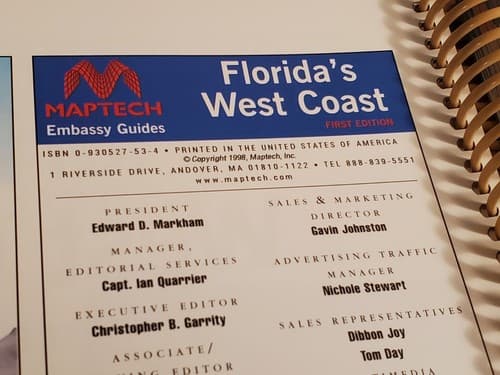 MAPTECH
Embassy Guides
Florida's
West Coast
FIRST EDITION
ISBN 0-930527-53-4 • PRINTED IN THE UNITED STATES OF AMERICA
© Copyright 1998, Maptech, Inc.
1 RIVERSIDE DRIVE, ANDOVER, MA 01810-1122 • TEL 888-839-5551
www.maptech.com
PRESIDENT
Edward D. Markham
MANAGER,
EDITORIAL SERVICES
Capt. Ian Quarrier
EXECUTIVE EDITOR
Christopher B. Garrity
ASSOCIATE/
EDITOR
SALES & MARKETING
DIRECTOR
Gavin Johnston
ADVERTISING TRAFFIC
MANAGER
Nichole Stewart
SALES REPRESENTATIVES
Dibbon Joy
Tom Day